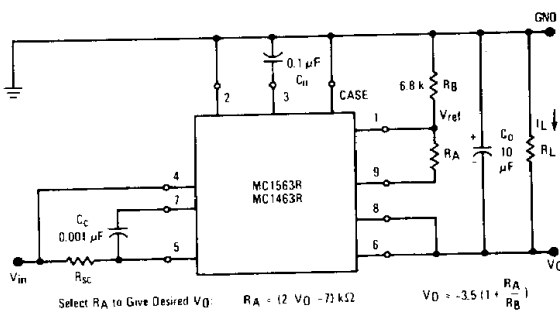 GND
0.1 µF
Cn
CASE
6.8 k
RB
2
3
1
Vref
IL
CO
10
µF
+
RL
RA
4
MC1563R
9
7
MC1463R
CC
0.001 µF
8
5
6
Vin
RSC
VO
Select RA to Give Desired VO:
RA = (2 VO -7) kΩ
VO = -3.5 (1 + RA/RB)